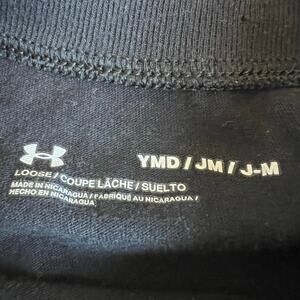 YMD / JM / J-M
LOOSE / COUPE LÂCHE / SUELTO
MADE IN NICARAGUA / FABRIQUÉ AU NICARAGUA /
HECHO EN NICARAGUA